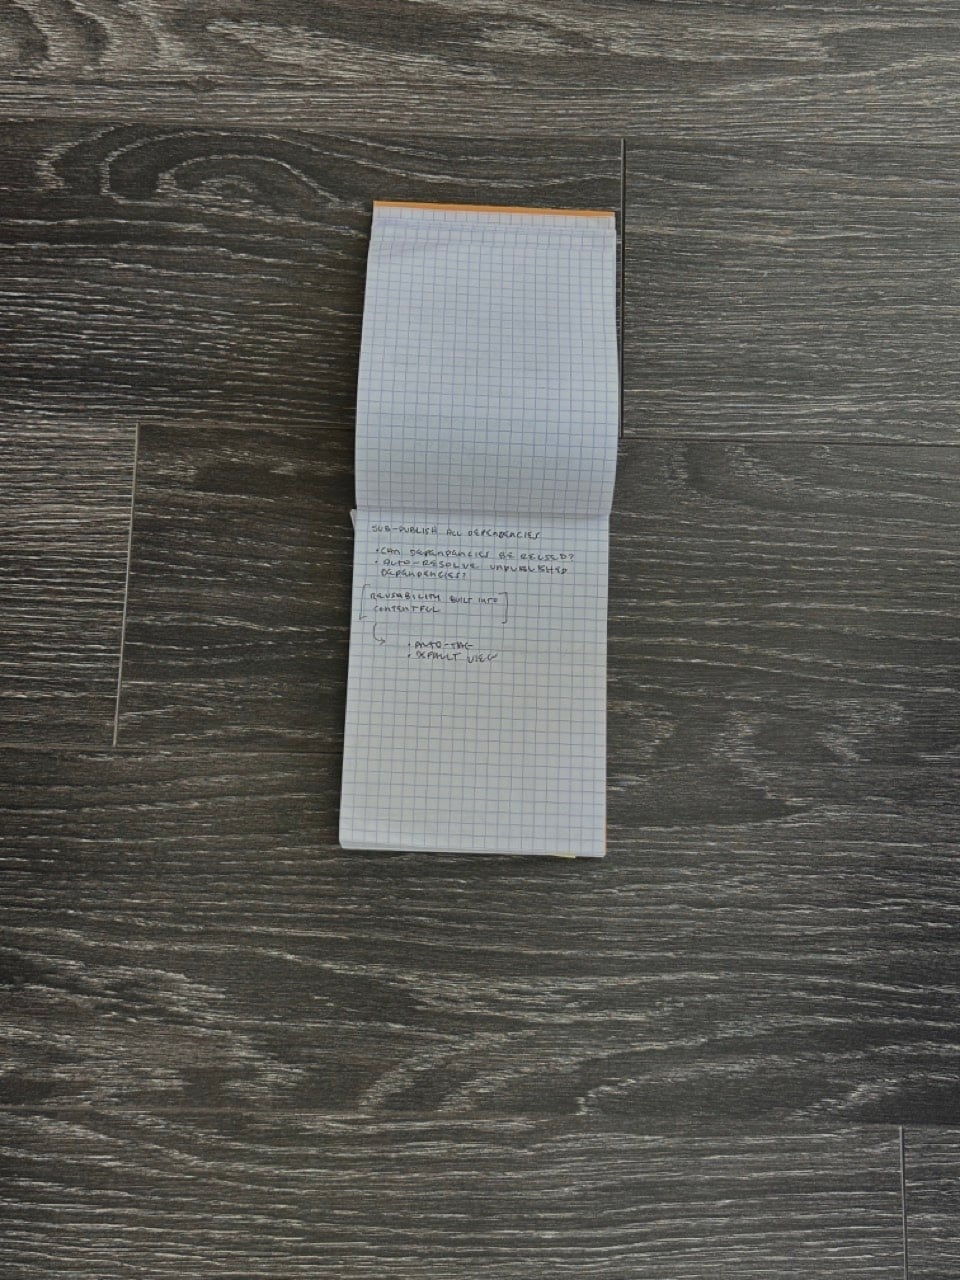 SUB-PUBLISH ALL DEPENDENCIES
• CAN DEPENDANCIES BE REUSED?
• AUTO-RESOLVE UNPUBLISHED
DEPENDENCIES?
[REUSABILITY BUILT INTO]
CONTENTFUL
• AUTO-TAG
• DEFAULT VIEW